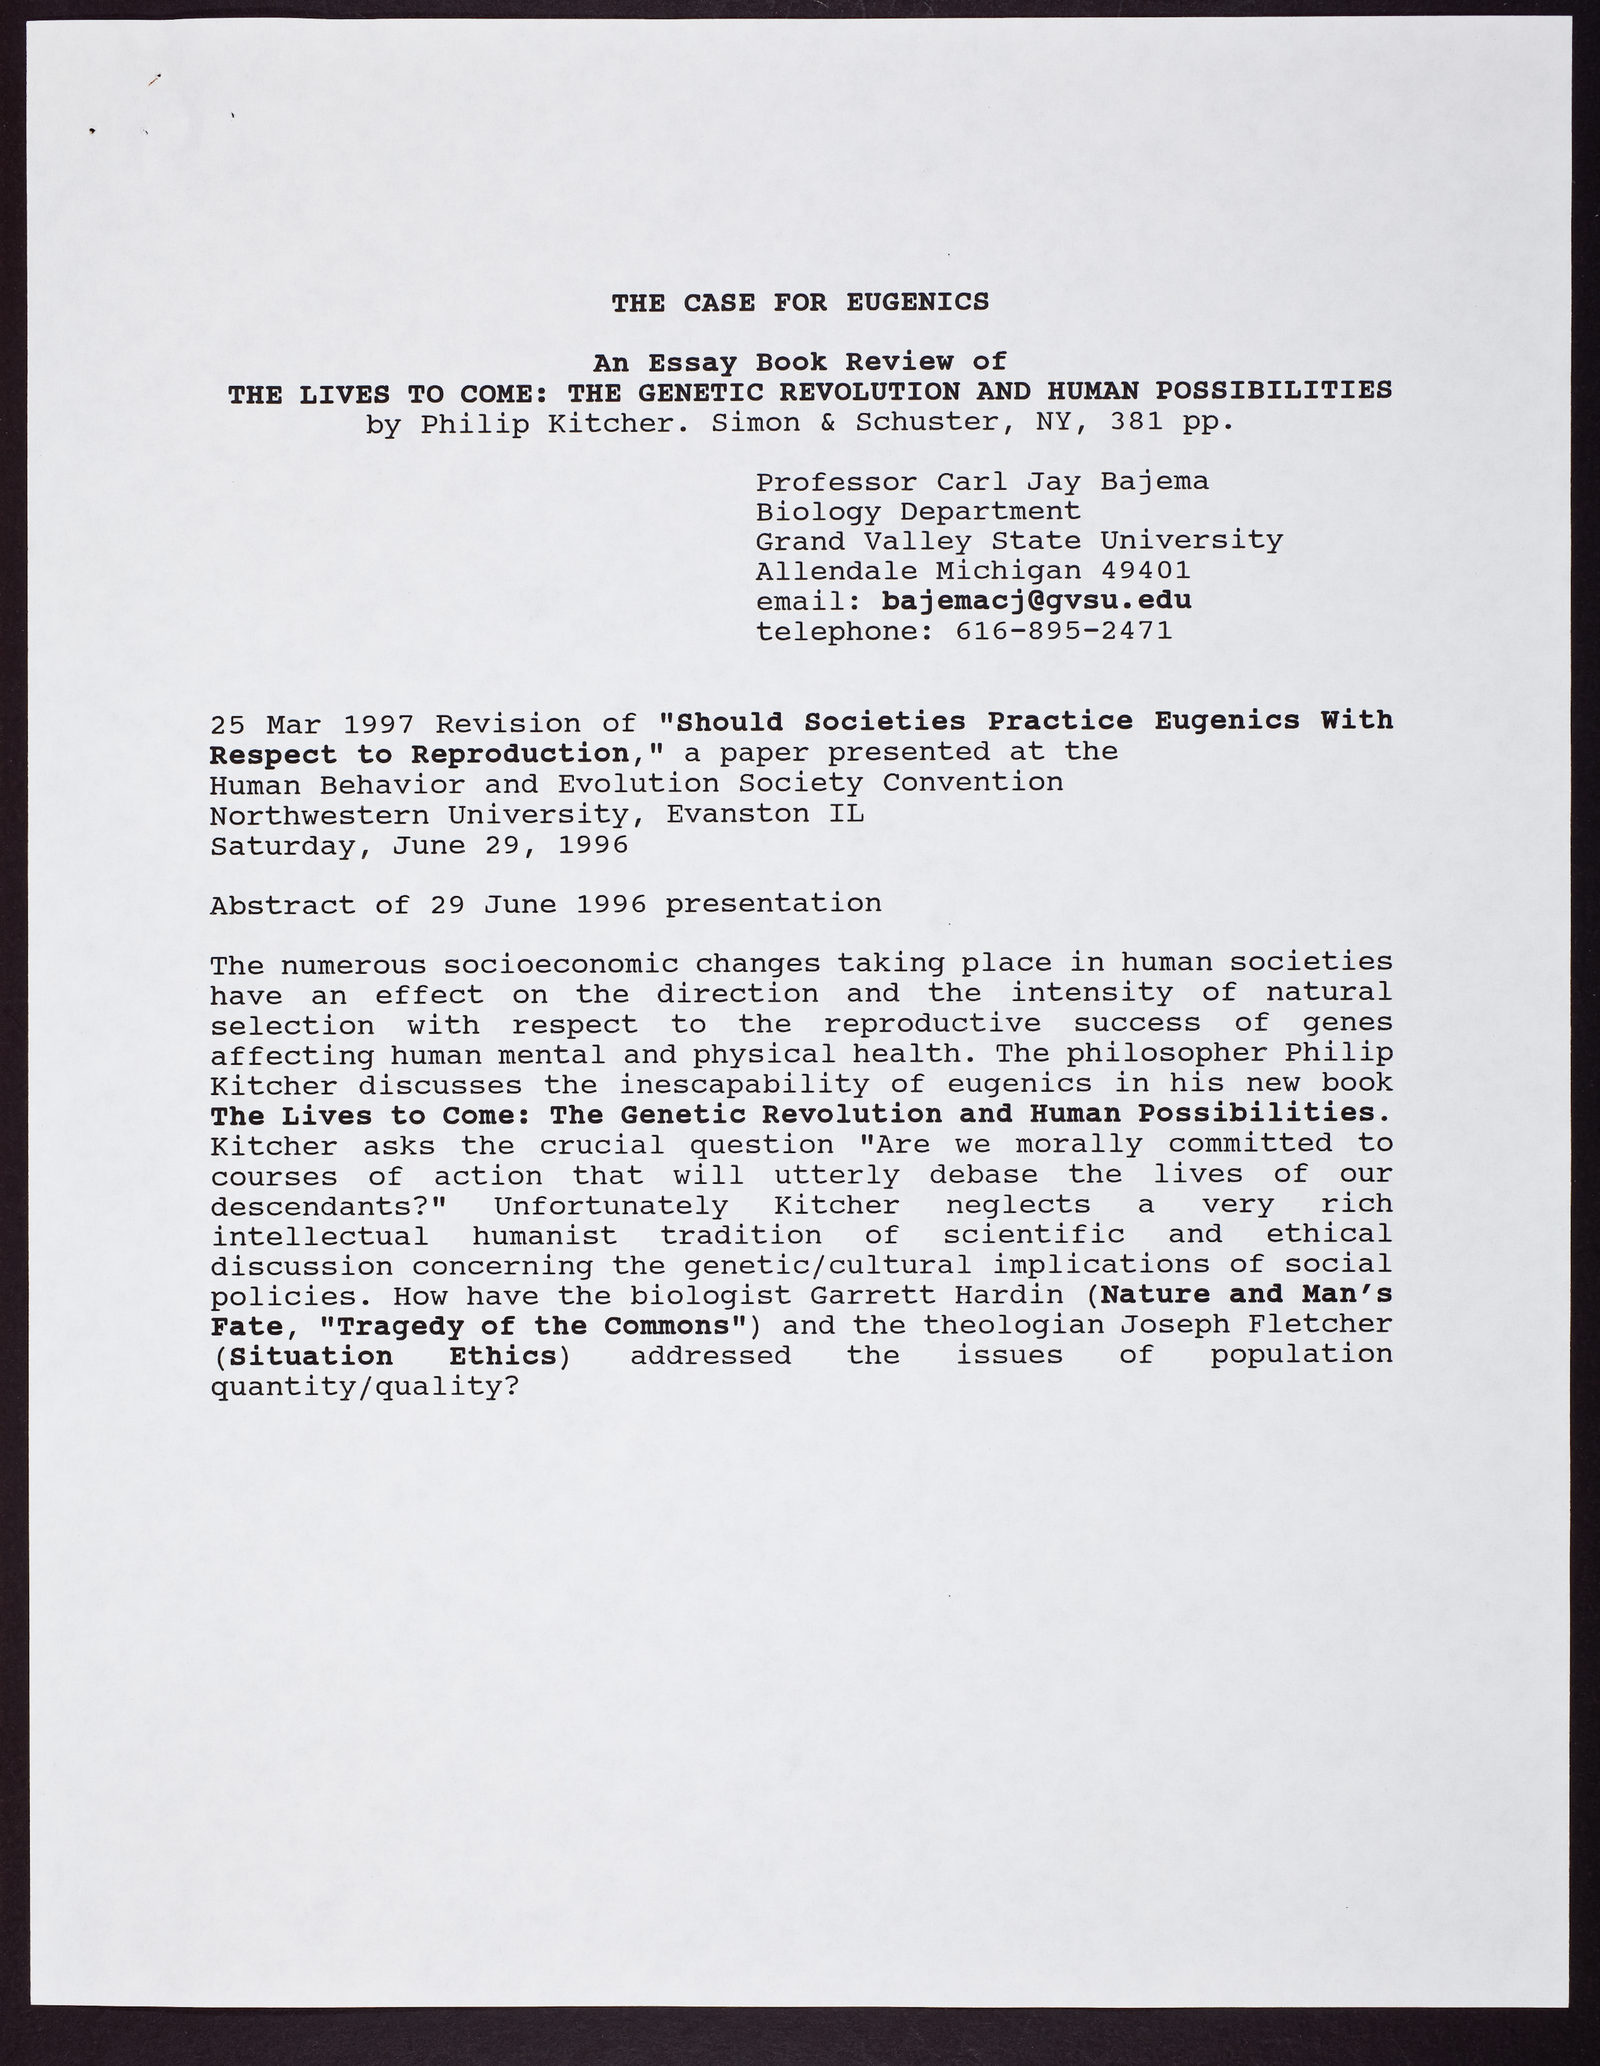 THE CASE FOR EUGENICS
An Essay Book Review of
THE LIVES TO COME: THE GENETIC REVOLUTION AND HUMAN POSSIBILITIES
by Philip Kitcher. Simon & Schuster, NY, 381 pp.
Professor Carl Jay Bajema
Biology Department
Grand Valley State University
Allendale Michigan 49401
email: bajemacj@gvsu.edu
telephone: 616-895-2471
25 Mar 1997 Revision of "Should Societies Practice Eugenics With
Respect to Reproduction," a paper presented at the
Human Behavior and Evolution Society Convention
Northwestern University, Evanston IL
Saturday, June 29, 1996
Abstract of 29 June 1996 presentation
The numerous socioeconomic changes taking place in human societies
have an effect on the direction and the intensity of natural
selection with respect to the reproductive success of genes
affecting human mental and physical health. The philosopher Philip
Kitcher discusses the inescapability of eugenics in his new book
The Lives to Come: The Genetic Revolution and Human Possibilities.
Kitcher asks the crucial question "Are we morally committed to
courses of action that will utterly debase the lives of our
descendants?" Unfortunately Kitcher neglects a very rich
intellectual humanist tradition of scientific and ethical
discussion concerning the genetic/cultural implications of social
policies. How have the biologist Garrett Hardin (Nature and Man's
Fate, "Tragedy of the Commons") and the theologian Joseph Fletcher
(Situation Ethics) addressed the issues of population
quantity/quality?